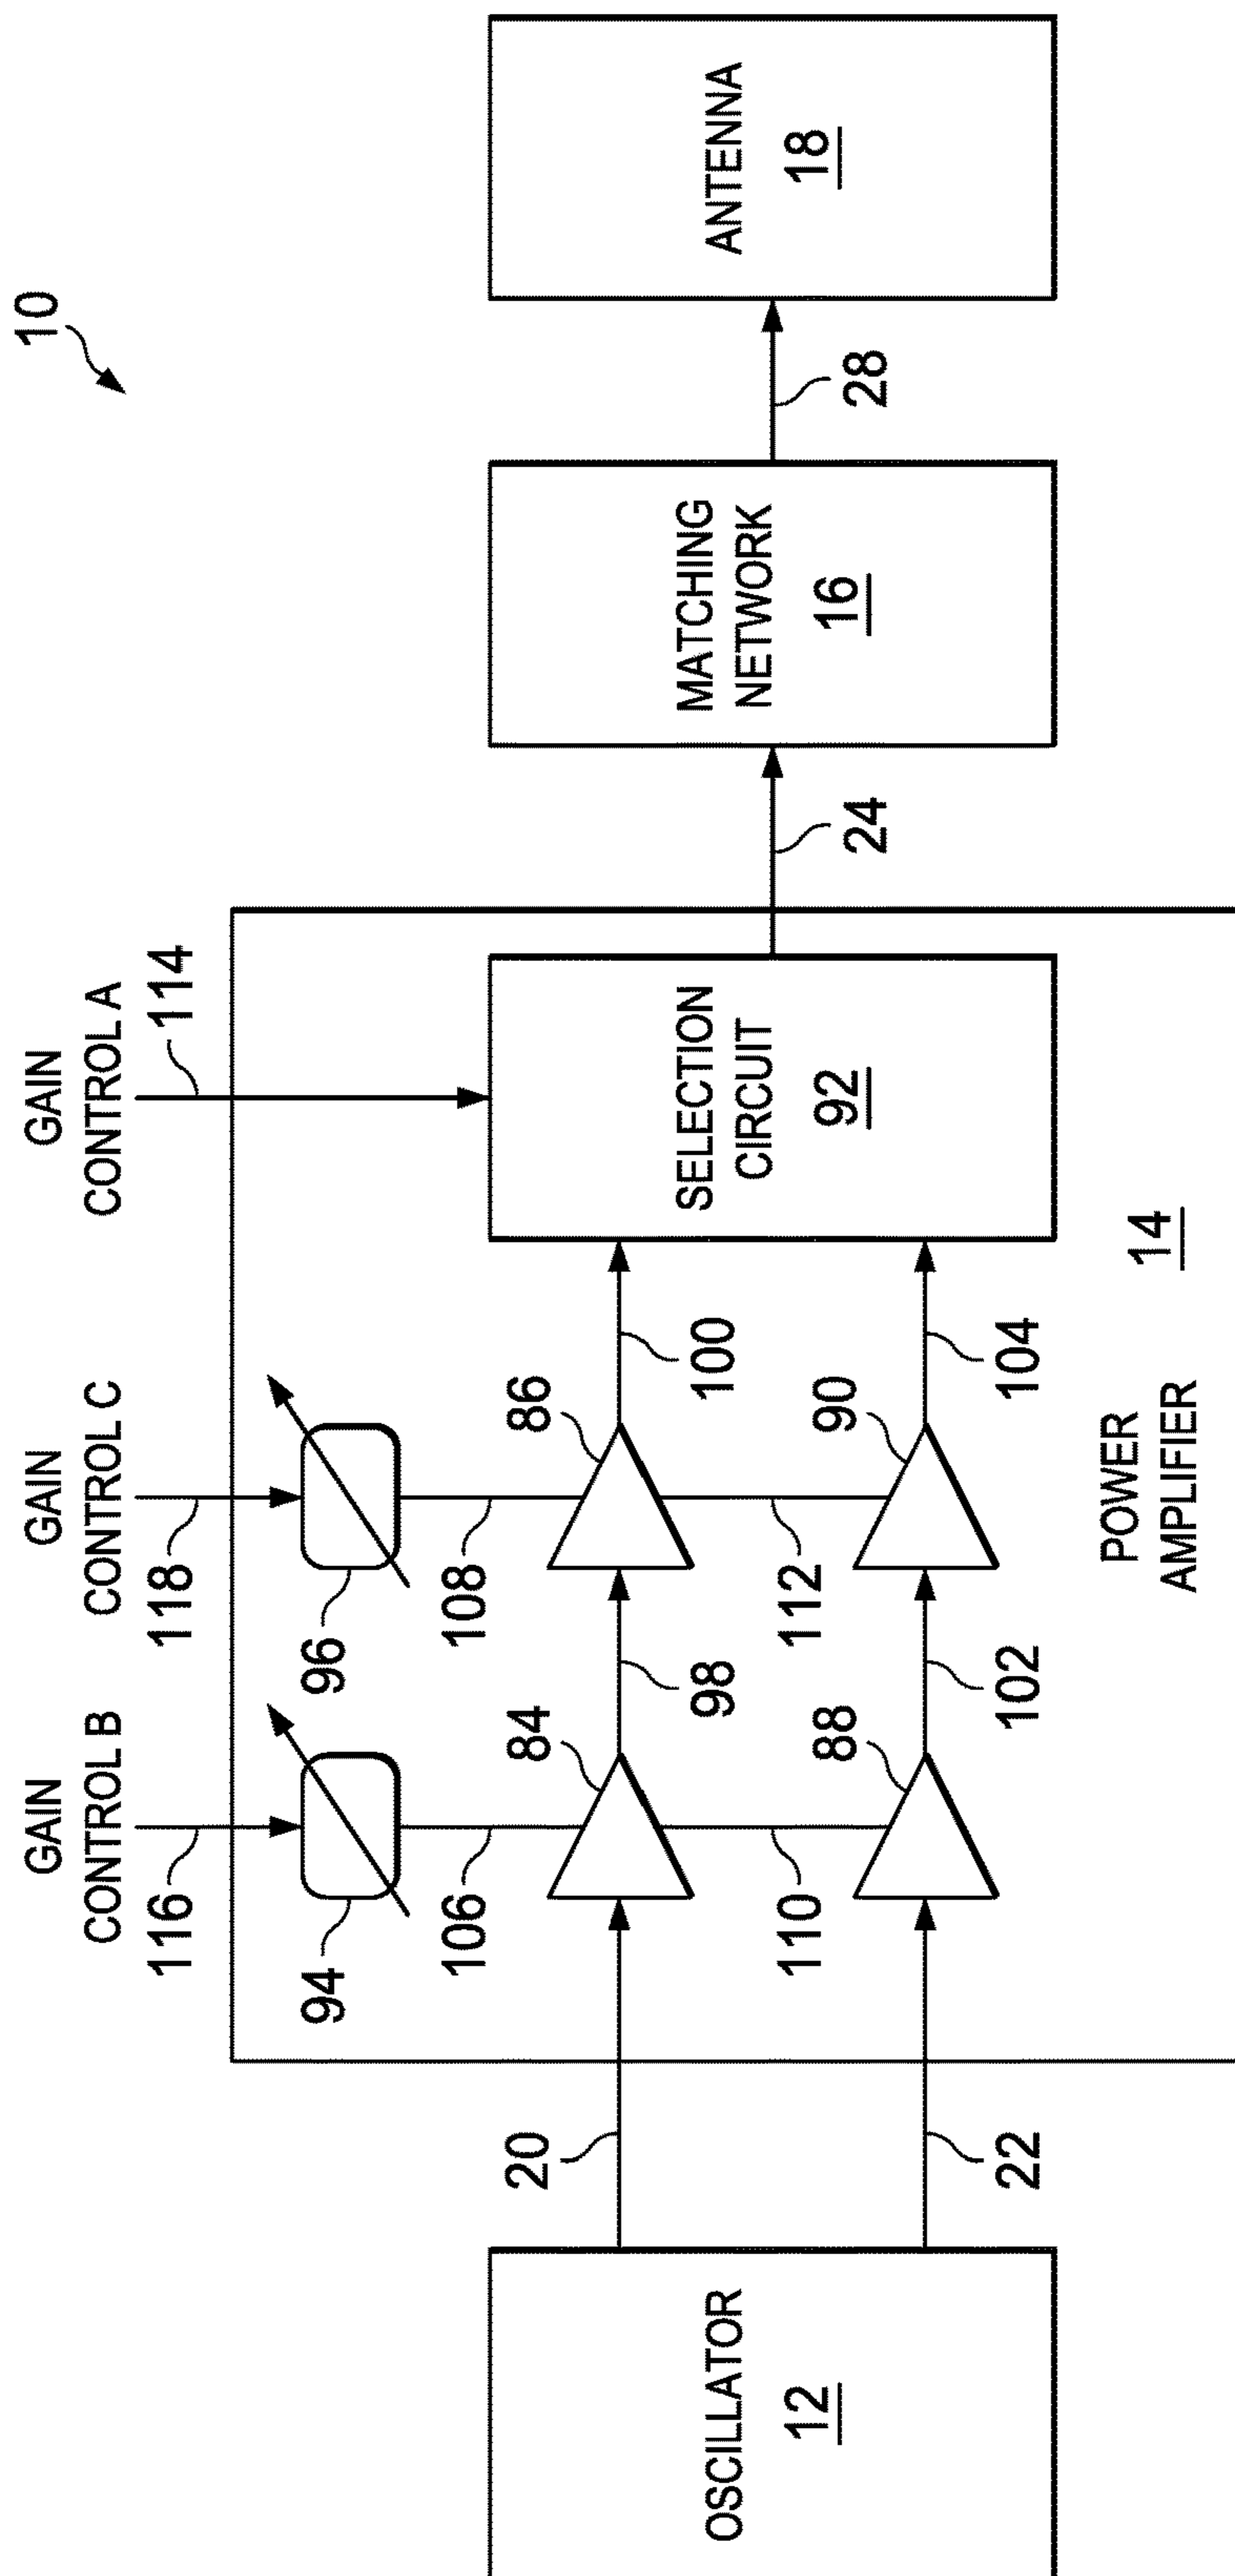 10
GAIN
CONTROL B
116
GAIN
CONTROL C
118
GAIN
CONTROL A
114
94
96
106
108
20
84
98
86
100
110
112
22
88
102
90
104
OSCILLATOR
12
SELECTION
CIRCUIT
92
24
MATCHING
NETWORK
16
28
ANTENNA
18
POWER
AMPLIFIER
14